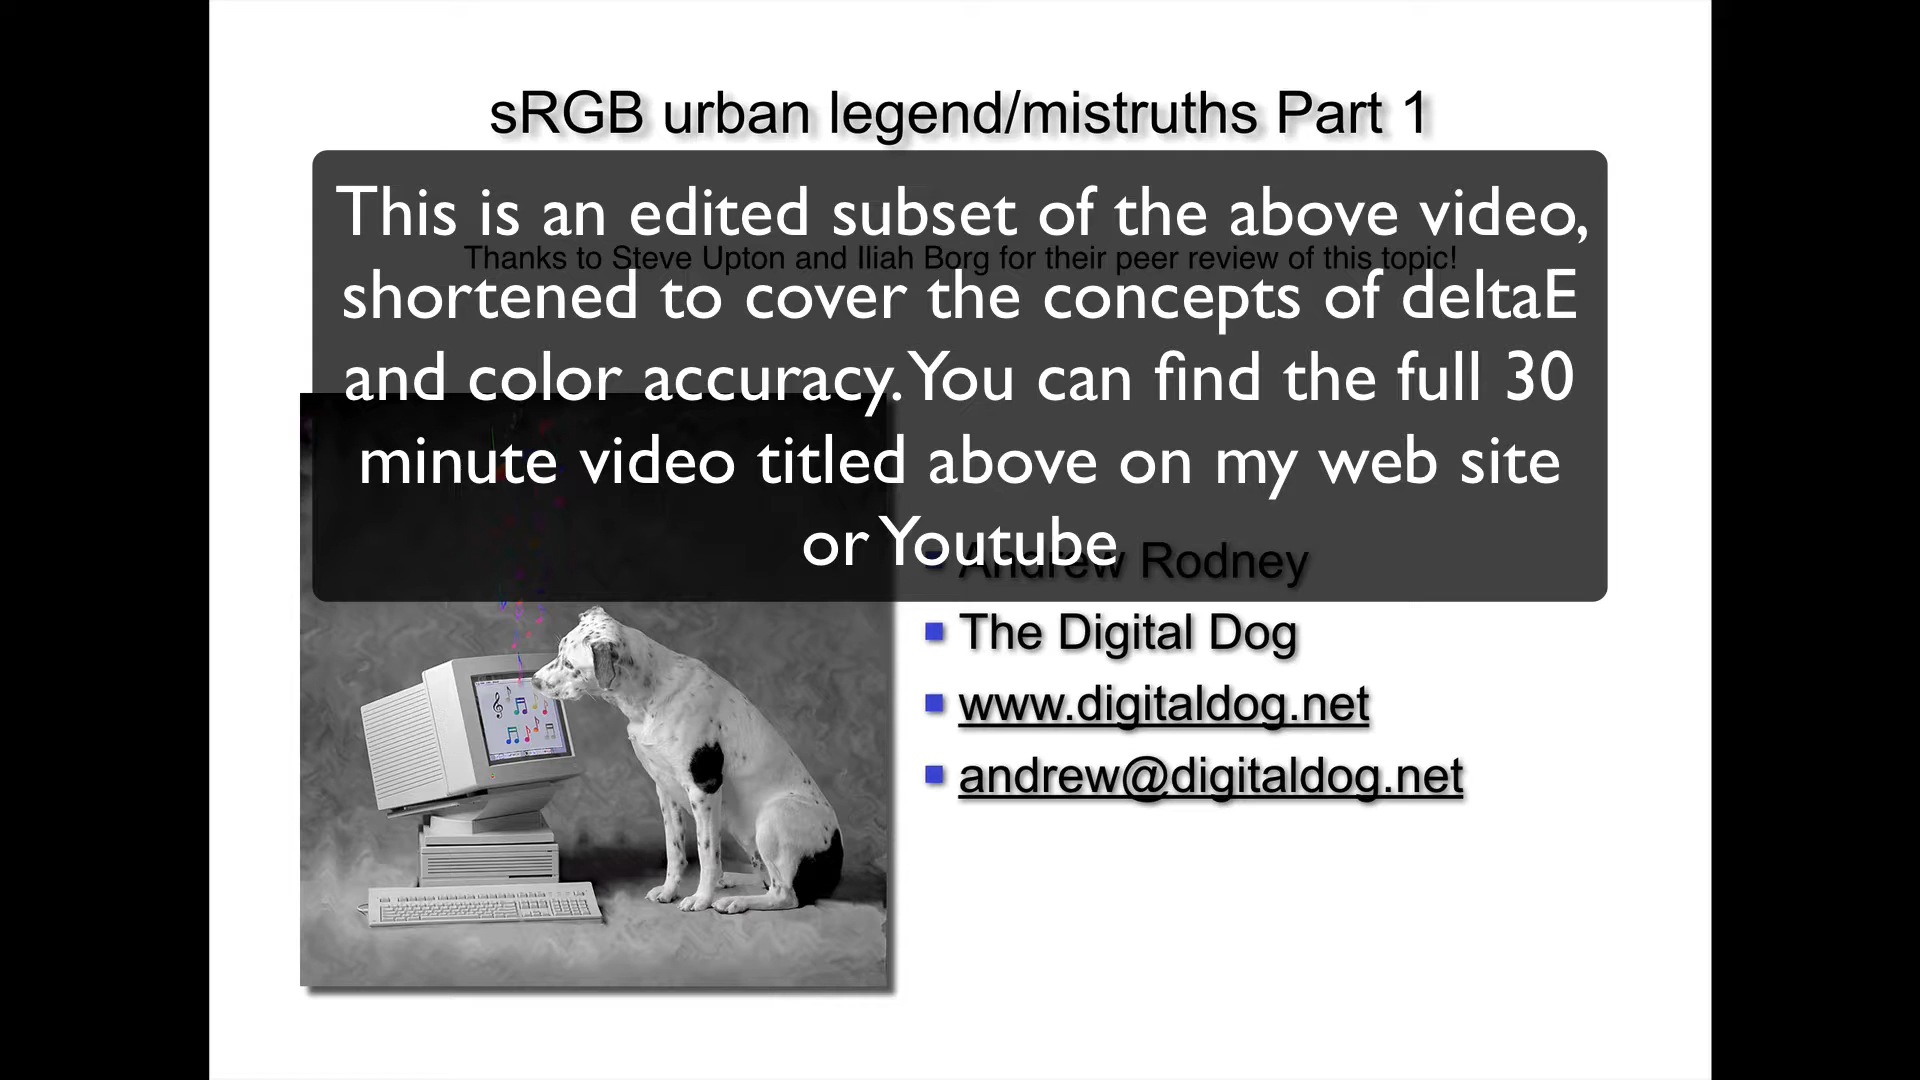 sRGB urban legend/mistruths Part 1
This is an edited subset of the above video,
Thanks to Steve Upton and Iliah Borg for their peer review of this topic!
shortened to cover the concepts of deltaE
and color accuracy. You can find the full 30
minute video titled above on my web site
or Youtube
Andrew Rodney
The Digital Dog
www.digitaldog.net
andrew@digitaldog.net